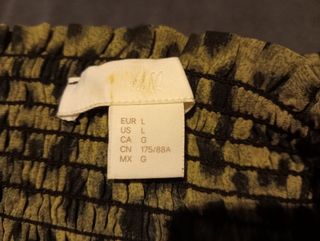 H&M
EUR L
US L
CA G
CN 175/88A
MX G